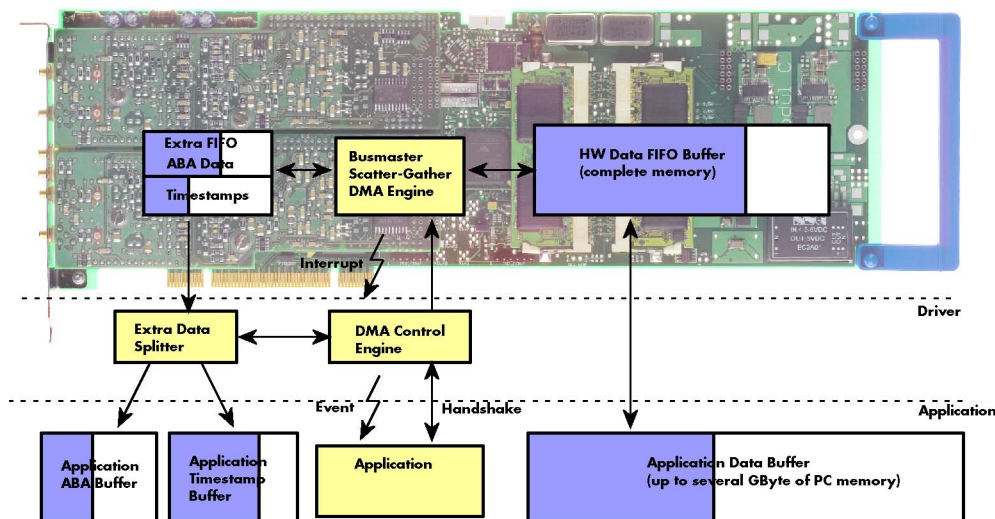 Extra FIFO
ABA Data
Timestamps
Busmaster
Scatter-Gather
DMA Engine
HW Data FIFO Buffer
(complete memory)
Interrupt
Driver
Extra Data
Splitter
DMA Control
Engine
Event
Handshake
Application
Application
ABA Buffer
Application
Timestamp
Buffer
Application
Application Data Buffer
(up to several GByte of PC memory)